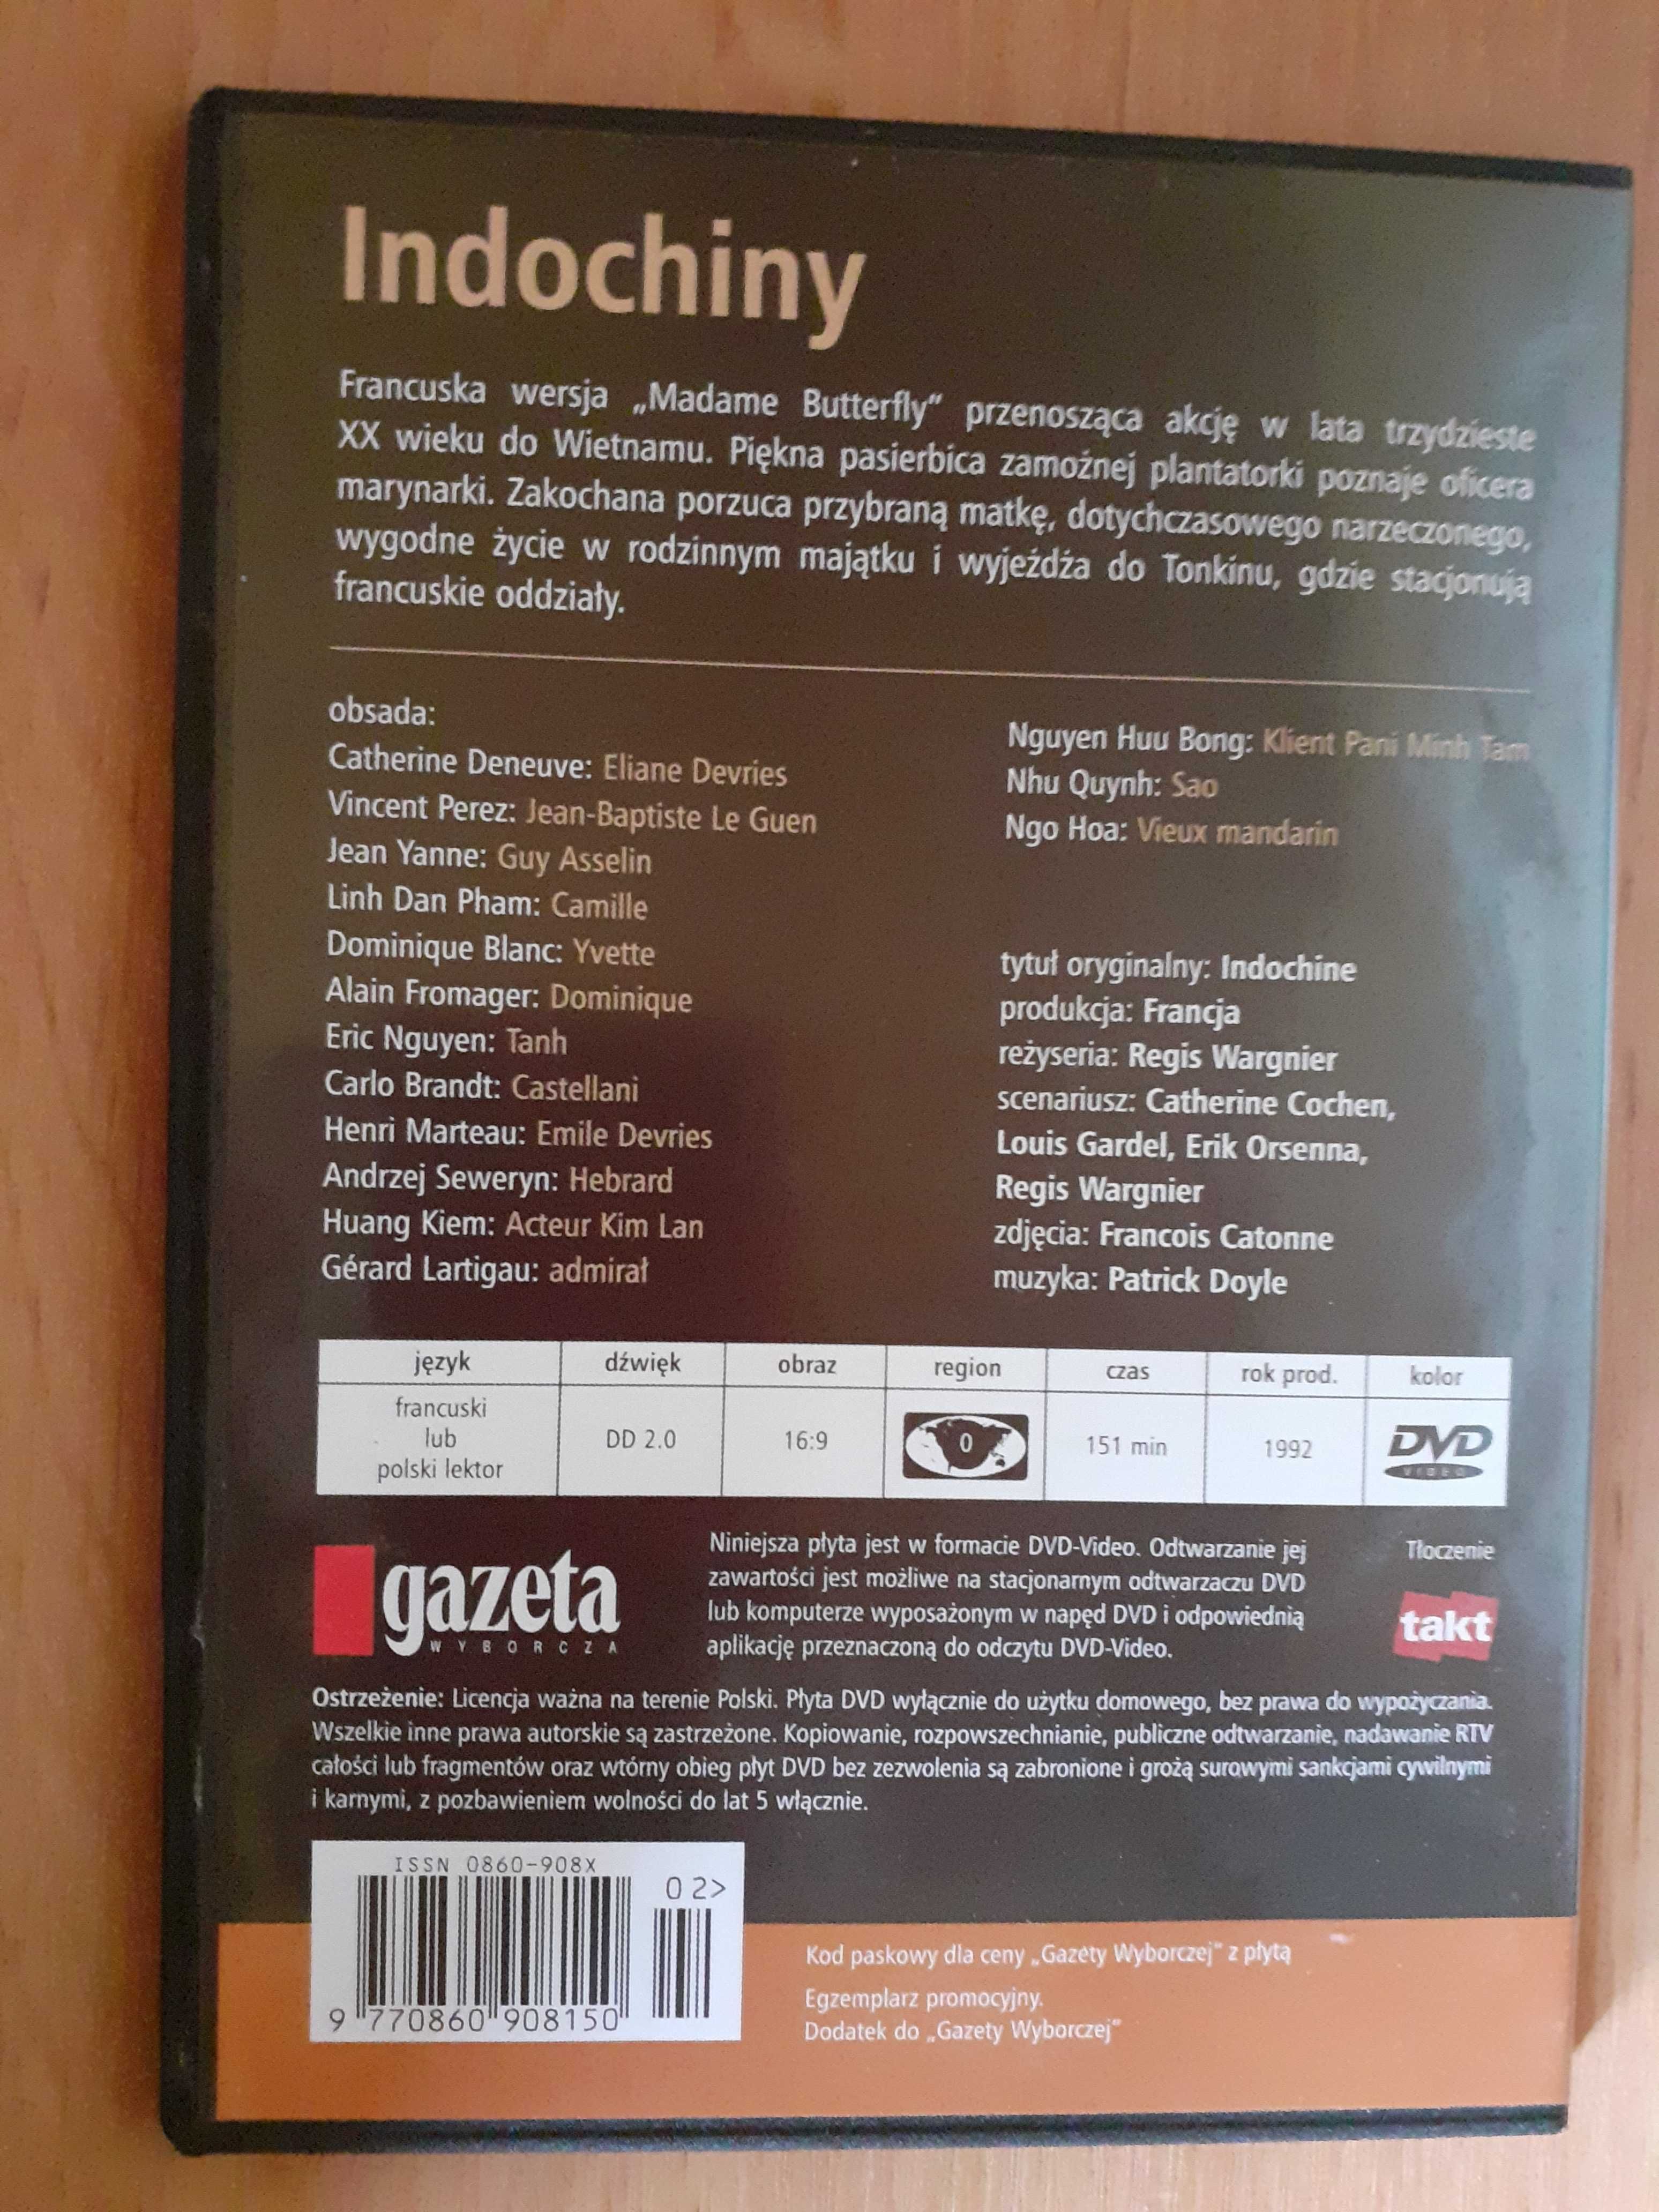 Indochiny
Francuska wersja „Madame Butterfly” przenosząca akcję w lata trzydzieste
XX wieku do Wietnamu. Piękna pasierbica zamożnej plantatorki poznaje oficera
marynarki. Zakochana porzuca przybraną matkę, dotychczasowego narzeczonego,
wygodne życie w rodzinnym majątku i wyjeżdża do Tonkinu, gdzie stacjonują
francuskie oddziały.
obsada:
Catherine Deneuve: Eliane Devries
Vincent Perez: Jean-Baptiste Le Guen
Jean Yanne: Guy Asselin
Linh Dan Pham: Camille
Dominique Blanc: Yvette
Alain Fromager: Dominique
Eric Nguyen: Tanh
Carlo Brandt: Castellani
Henri Marteau: Emile Devries
Andrzej Seweryn: Hebrard
Huang Kiem: Acteur Kim Lan
Gérard Lartigau: admirał
Nguyen Huu Bong: Klient Pani Minh Tam
Nhu Quynh: Sao
Ngo Hoa: Vieux mandarin
tytuł oryginalny: Indochine
produkcja: Francja
reżyseria: Regis Wargnier
scenariusz: Catherine Cochen,
Louis Gardel, Erik Orsenna,
Regis Wargnier
zdjęcia: Francois Catonne
muzyka: Patrick Doyle
język dźwięk obraz region czas rok prod. kolor
francuski
lub
polski lektor
DD 2.0 16:9 0 151 min 1992 DVD
VIDEO
gazeta
WYBORCZA
Niniejsza płyta jest w formacie DVD-Video. Odtwarzanie jej
zawartości jest możliwe na stacjonarnym odtwarzaczu DVD
lub komputerze wyposażonym w napęd DVD i odpowiednią
aplikację przeznaczoną do odczytu DVD-Video.
Tłoczenie
takt
Ostrzeżenie: Licencja ważna na terenie Polski. Płyta DVD wyłącznie do użytku domowego, bez prawa do wypożyczania.
Wszelkie inne prawa autorskie są zastrzeżone. Kopiowanie, rozpowszechnianie, publiczne odtwarzanie, nadawanie RTV
całości lub fragmentów oraz wtórny obieg płyt DVD bez zezwolenia są zabronione i grożą surowymi sankcjami cywilnymi
i karnymi, z pozbawieniem wolności do lat 5 włącznie.
ISSN 0860-908X
02>
9 770860 908150
Kod paskowy dla ceny „Gazety Wyborczej” z płytą
Egzemplarz promocyjny.
Dodatek do „Gazety Wyborczej”